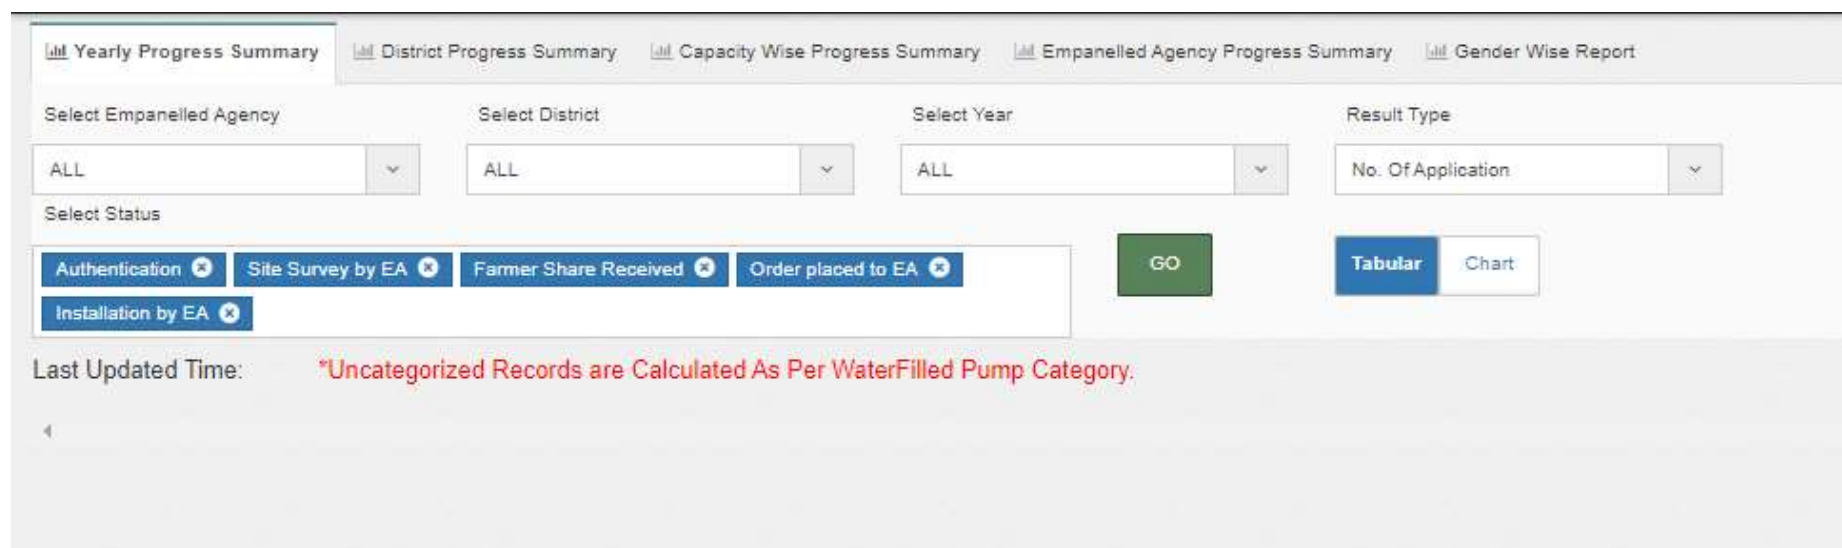 Yearly Progress Summary District Progress Summary Capacity Wise Progress Summary Empanelled Agency Progress Summary Gender Wise Report
Select Empanelled Agency Select District Select Year Result Type
ALL ALL ALL No. Of Application
Select Status
Authentication Site Survey by EA Farmer Share Received Order placed to EA GO Tabular Chart
Installation by EA
Last Updated Time: *Uncategorized Records are Calculated As Per WaterFilled Pump Category.